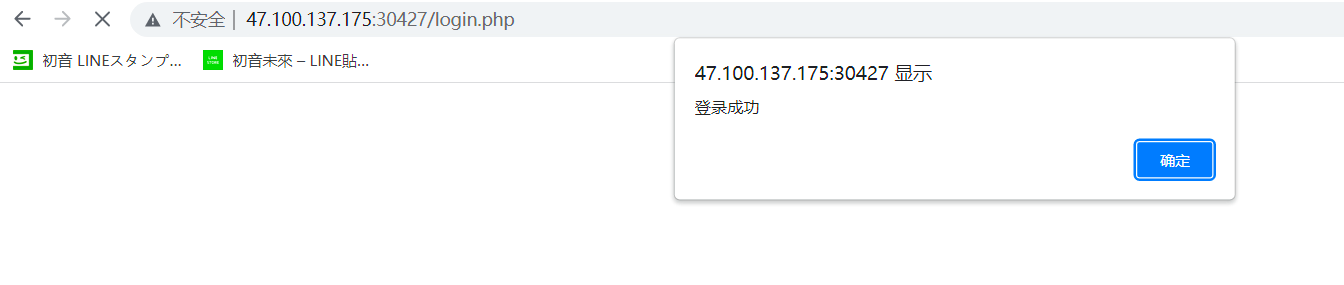 不安全 | 47.100.137.175:30427/login.php
初音 LINEスタンプ... 初音未來 – LINE貼...
47.100.137.175:30427 显示
登录成功
确定